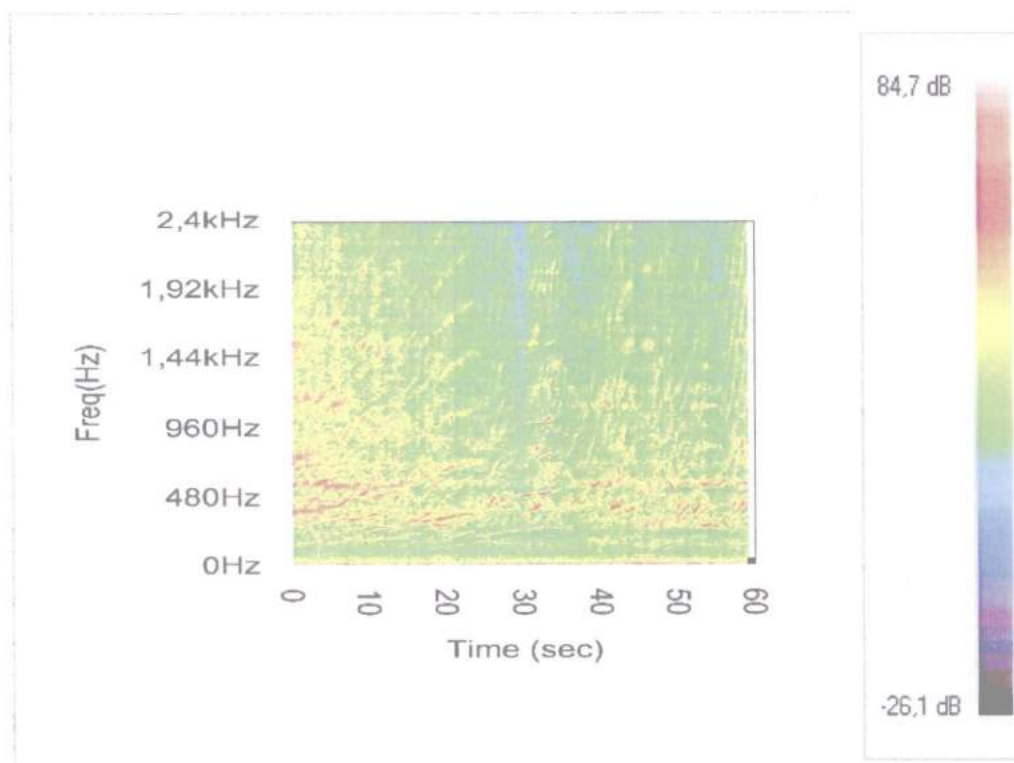 84,7 dB
2,4kHz
1,92kHz
1,44kHz
960Hz
480Hz
0Hz
Freq(Hz)
0 10 20 30 40 50 60
Time (sec)
-26,1 dB